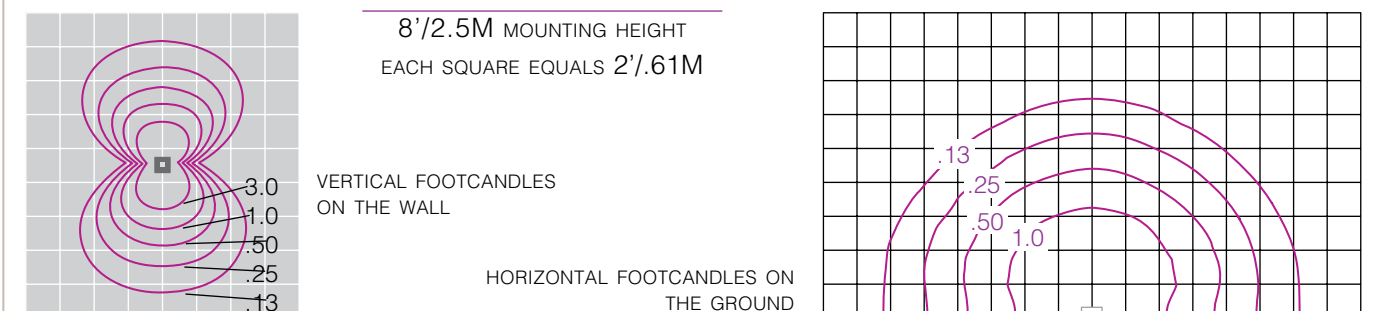 8'/2.5M MOUNTING HEIGHT
EACH SQUARE EQUALS 2'/.61M
3.0
1.0
.50
.25
.13
VERTICAL FOOTCANDLES
ON THE WALL
HORIZONTAL FOOTCANDLES ON
THE GROUND
.13
.25
.50
1.0